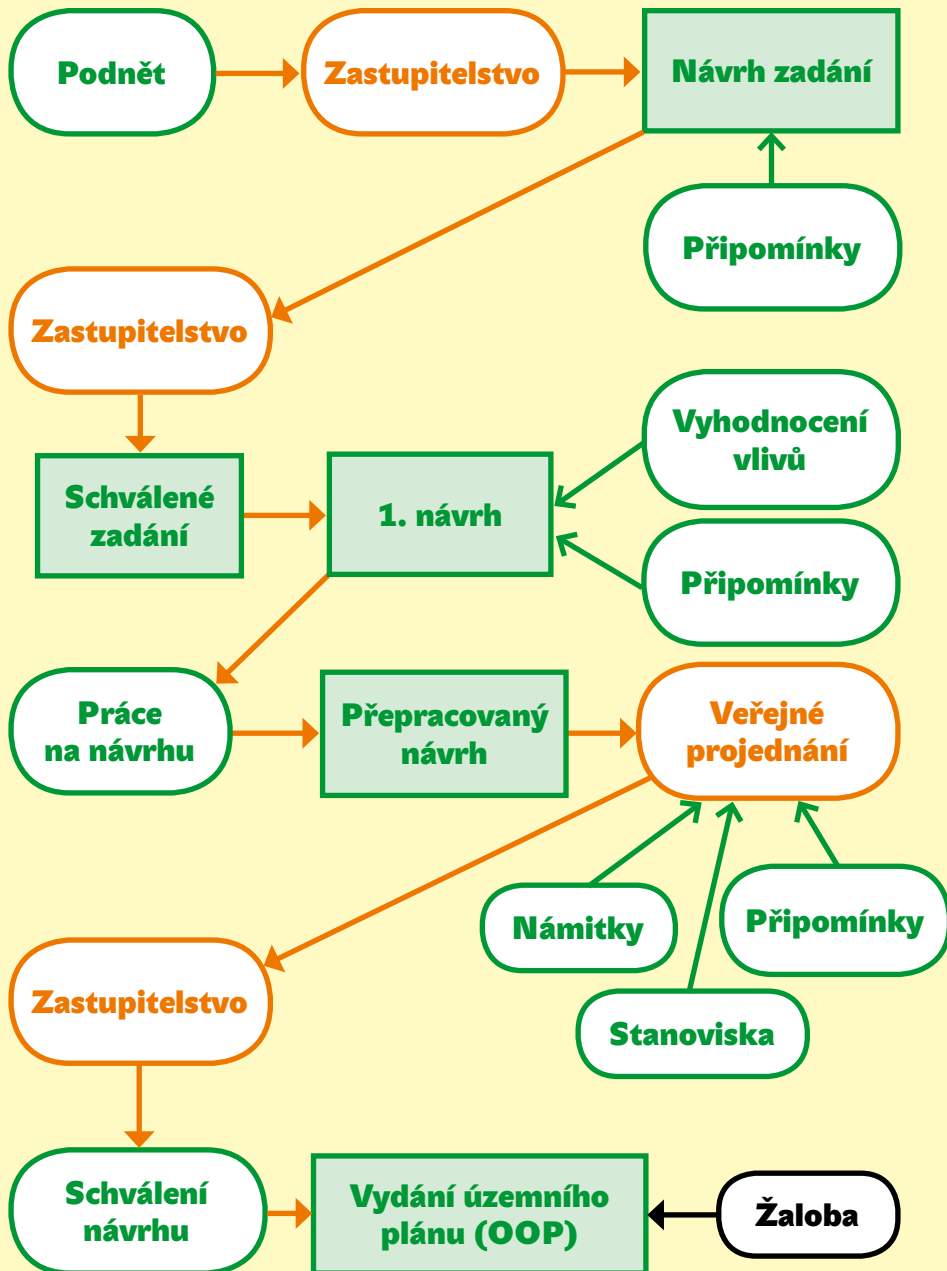 Podnět
Zastupitelstvo
Návrh zadání
Připomínky
Zastupitelstvo
Vyhodnocení
vlivů
Schválené
zadání
1. návrh
Připomínky
Práce
na návrhu
Přepracovaný
návrh
Veřejné
projednání
Námitky
Připomínky
Stanoviska
Zastupitelstvo
Schválení
návrhu
Vydání územního
plánu (OOP)
Žaloba